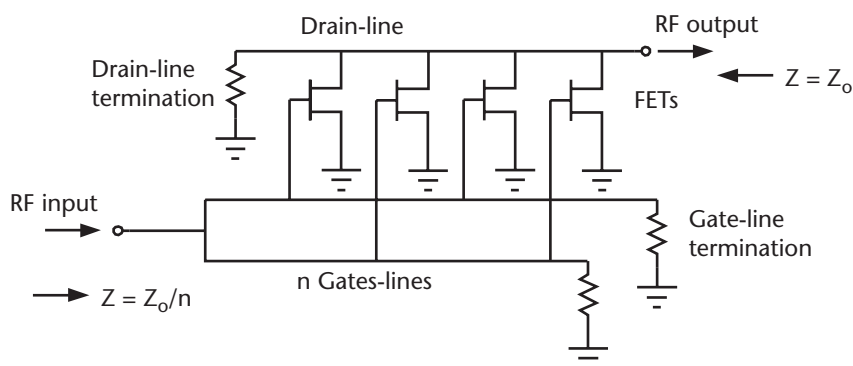 Drain-line
RF output
Drain-line
termination
Z = Zo
FETs
RF input
Gate-line
termination
n Gates-lines
Z = Zo/n